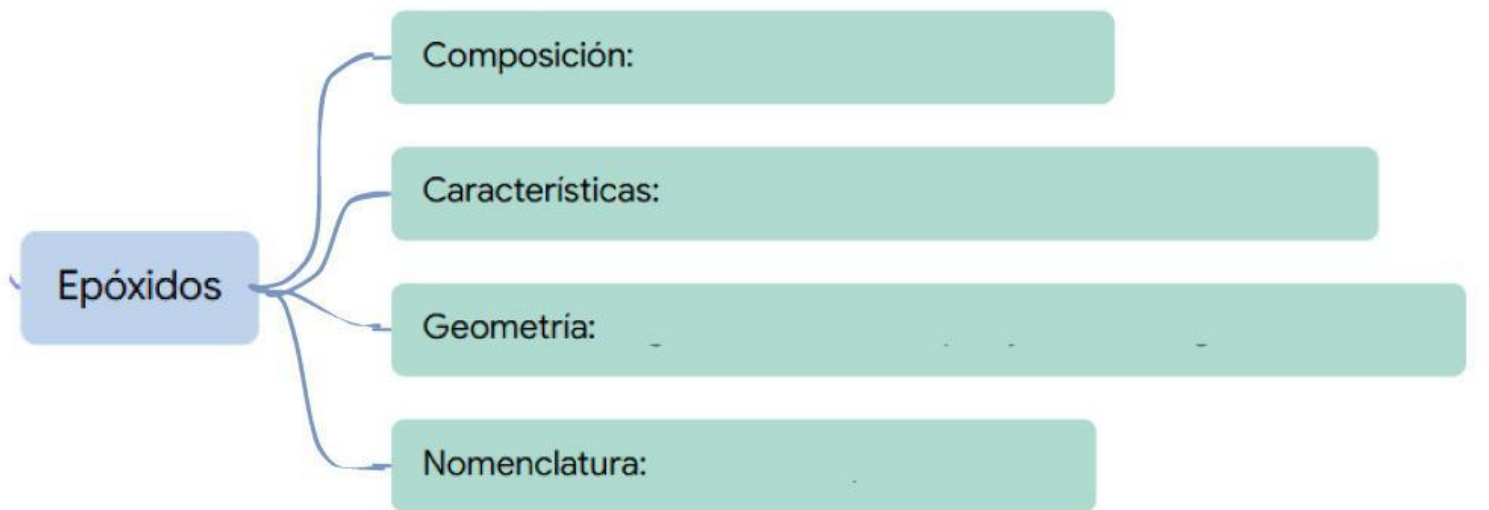 Composición:
Características:
Epóxidos
Geometría:
Nomenclatura: